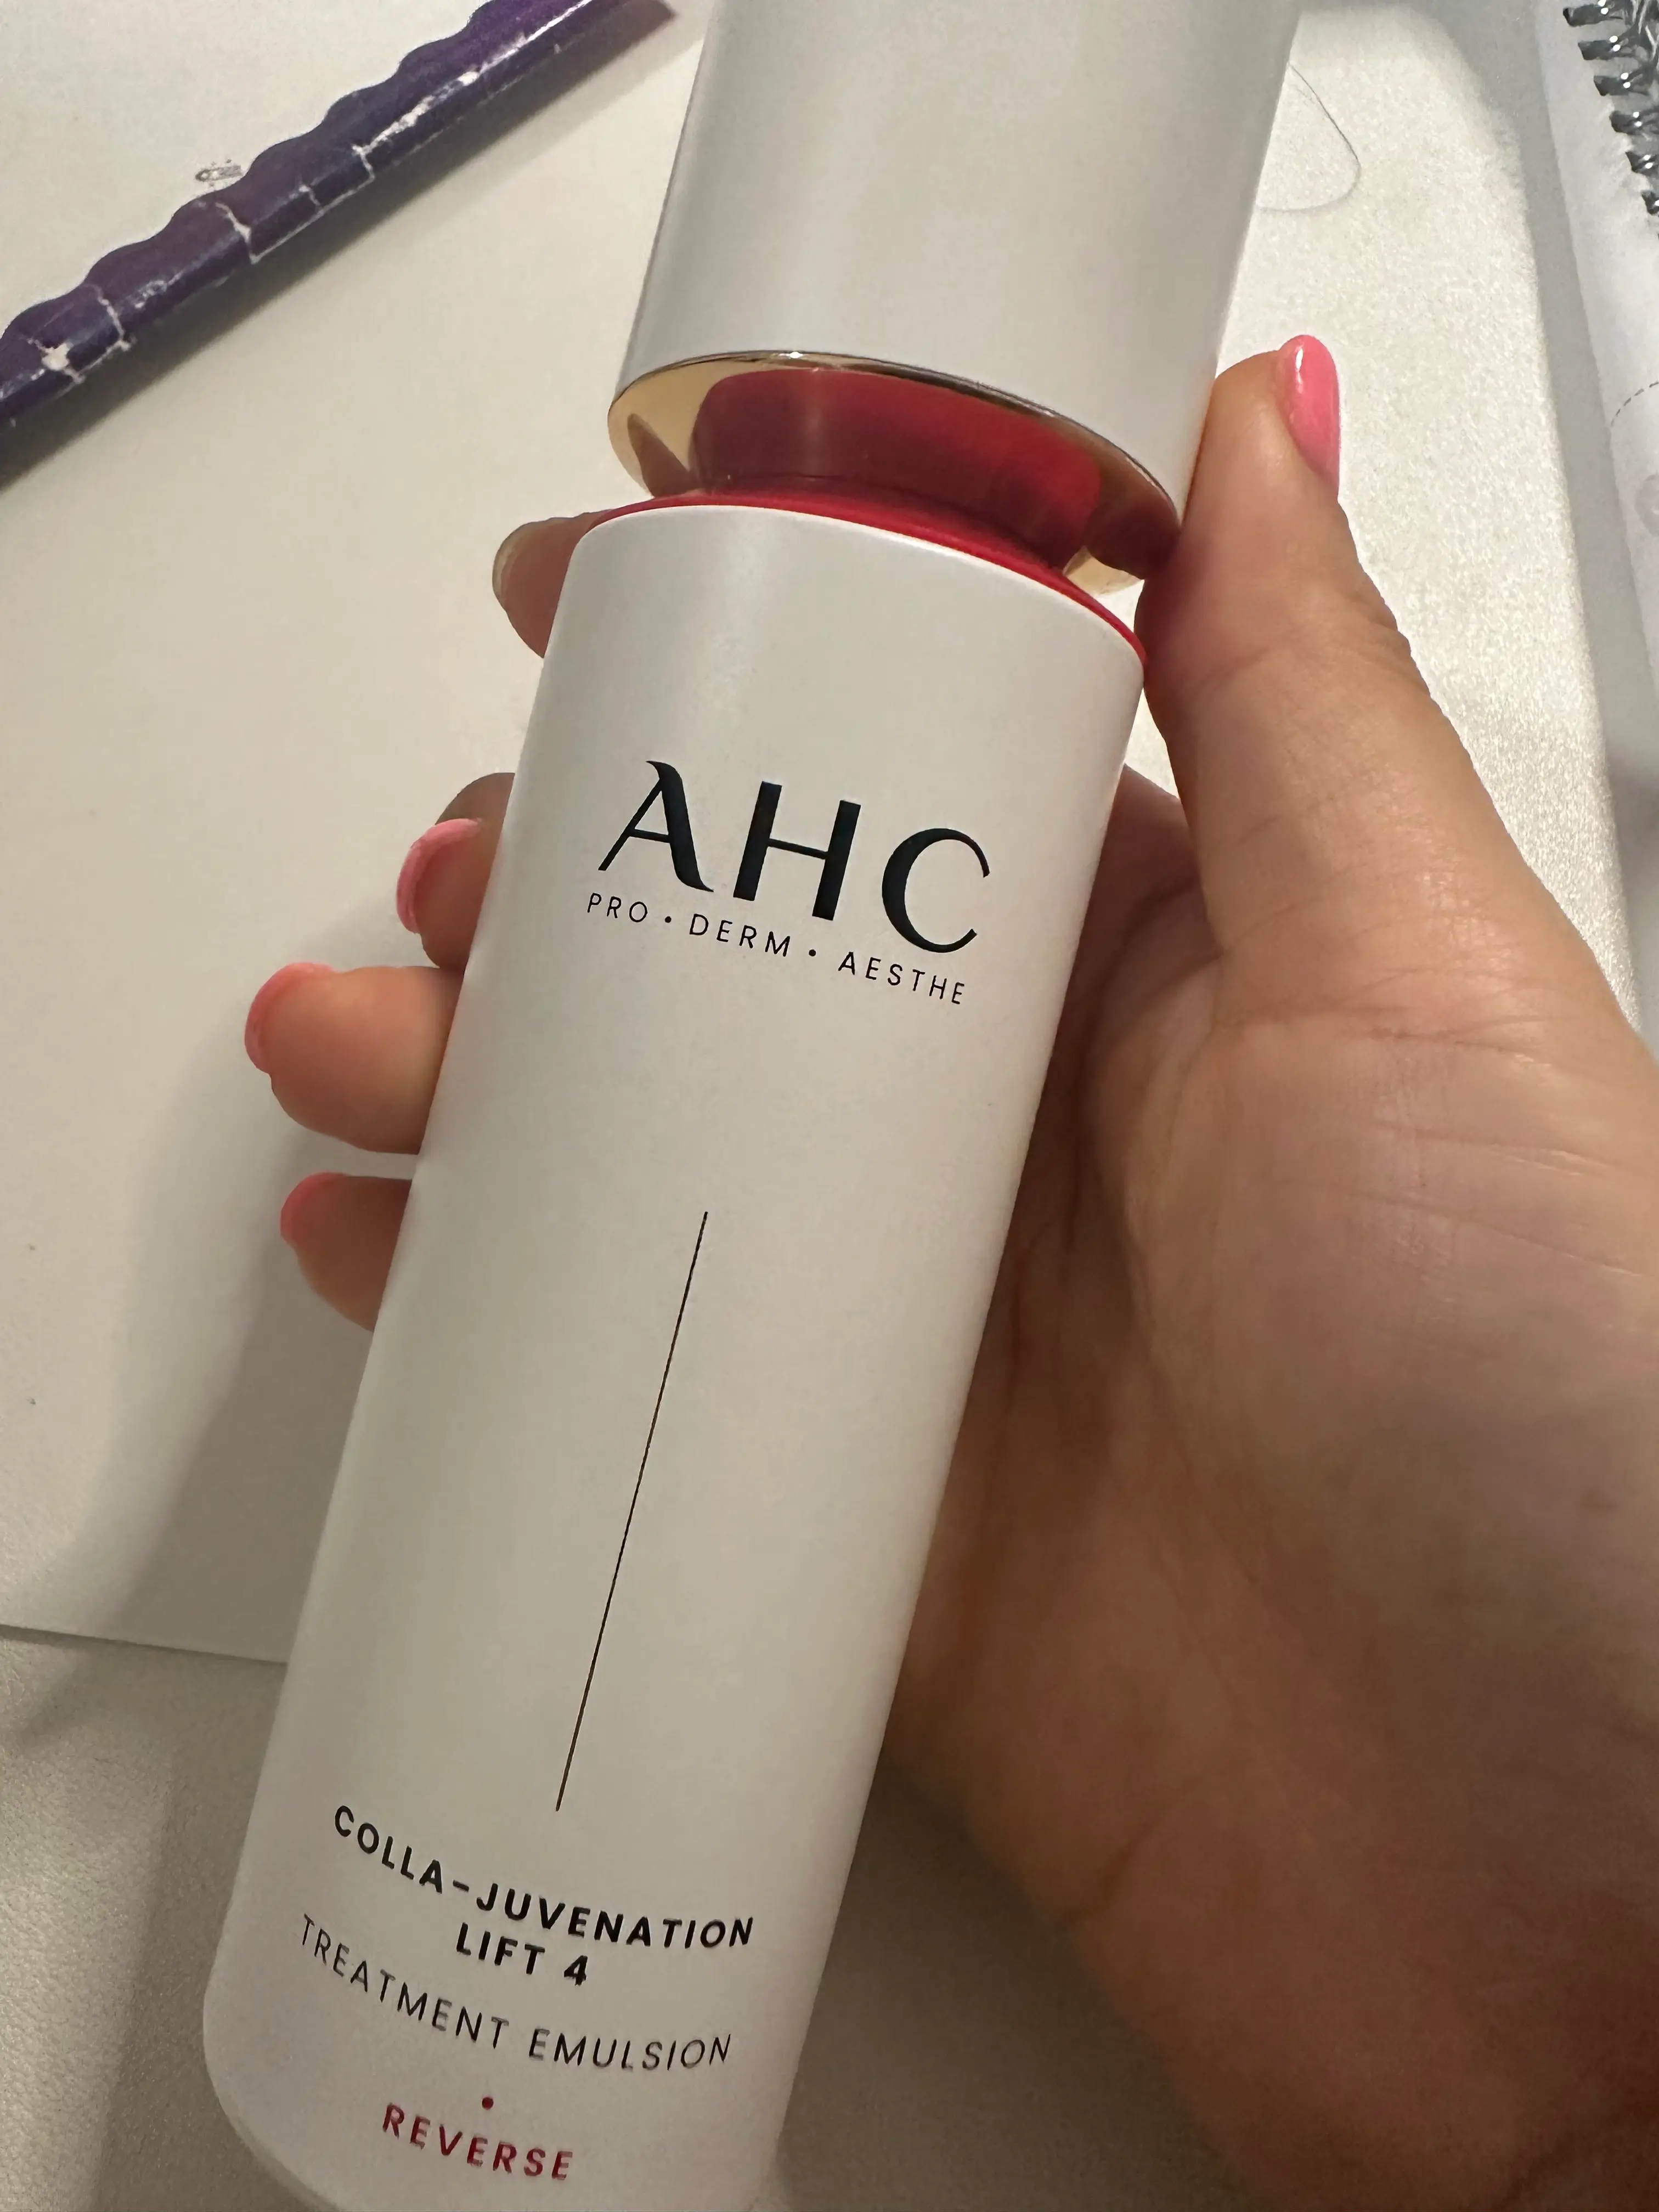 AHC
PRO • DERM • AESTHE
COLLA-JUVENATION
LIFT 4
TREATMENT EMULSION
•
REVERSE